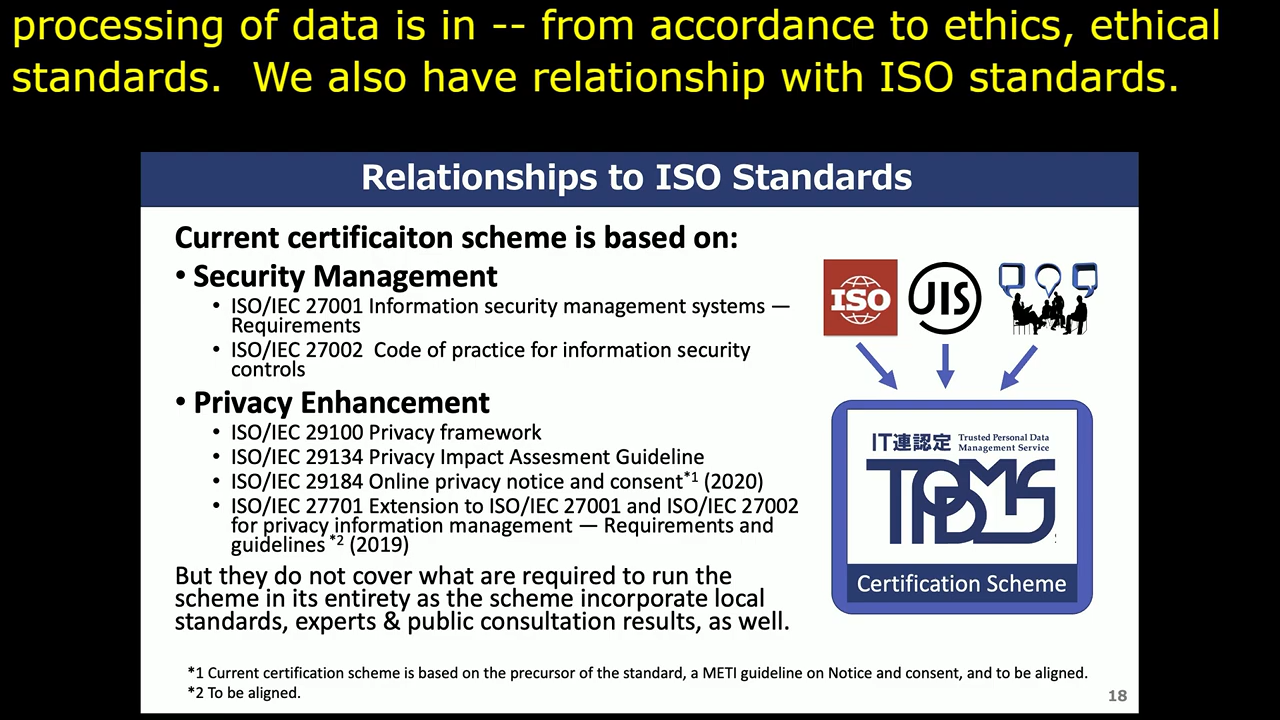 processing of data is in -- from accordance to ethics, ethical
standards.  We also have relationship with ISO standards.
Relationships to ISO Standards
Current certificaiton scheme is based on:
• Security Management
• ISO/IEC 27001 Information security management systems —
Requirements
• ISO/IEC 27002  Code of practice for information security
controls
• Privacy Enhancement
• ISO/IEC 29100 Privacy framework
• ISO/IEC 29134 Privacy Impact Assesment Guideline
• ISO/IEC 29184 Online privacy notice and consent*1 (2020)
• ISO/IEC 27701 Extension to ISO/IEC 27001 and ISO/IEC 27002
for privacy information management — Requirements and
guidelines *2 (2019)
But they do not cover what are required to run the
scheme in its entirety as the scheme incorporate local
standards, experts & public consultation results, as well.
ISO
JIS
IT連認定
Trusted Personal Data
Management Service
TPDMS
Certification Scheme
*1 Current certification scheme is based on the precursor of the standard, a METI guideline on Notice and consent, and to be aligned.
*2 To be aligned.
18